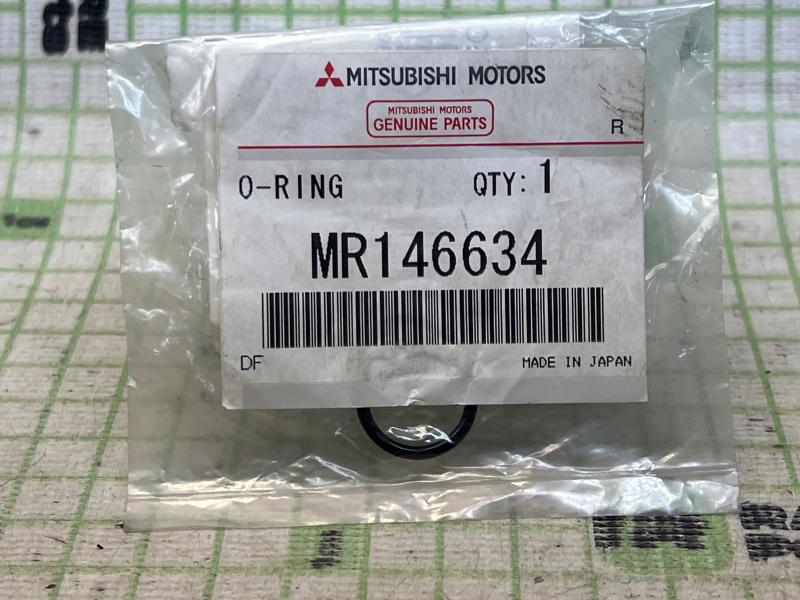 MITSUBISHI MOTORS
MITSUBISHI MOTORS
GENUINE PARTS
R
O-RING QTY: 1
MR146634
DF MADE IN JAPAN